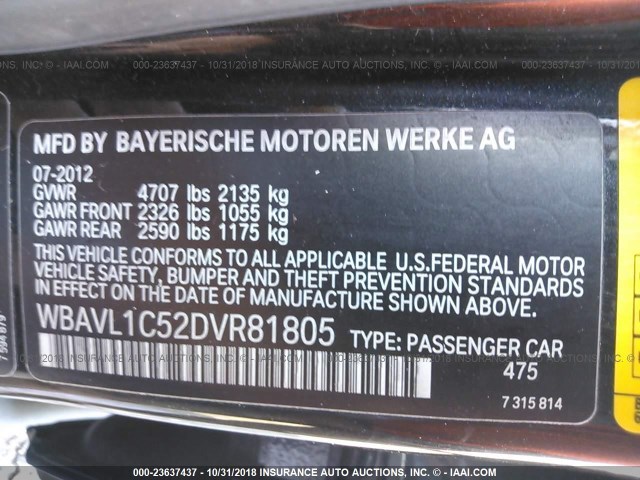 000-23637437 - 10/31/2018 INSURANCE AUTO AUCTIONS, INC. - WWW.IAAI.COM
MFD BY BAYERISCHE MOTOREN WERKE AG
07-2012
GVWR 4707 lbs 2135 kg
GAWR FRONT 2326 lbs 1055 kg
GAWR REAR 2590 lbs 1175 kg
THIS VEHICLE CONFORMS TO ALL APPLICABLE U.S.FEDERAL MOTOR
VEHICLE SAFETY, BUMPER AND THEFT PREVENTION STANDARDS
IN EFFECT ON THE DATE OF MANUFACTURE SHOWN ABOVE.
WBAVL1C52DVR81805 TYPE: PASSENGER CAR
475
7 315 814
000-23637437 - 10/31/2018 INSURANCE AUTO AUCTIONS, INC. - WWW.IAAI.COM